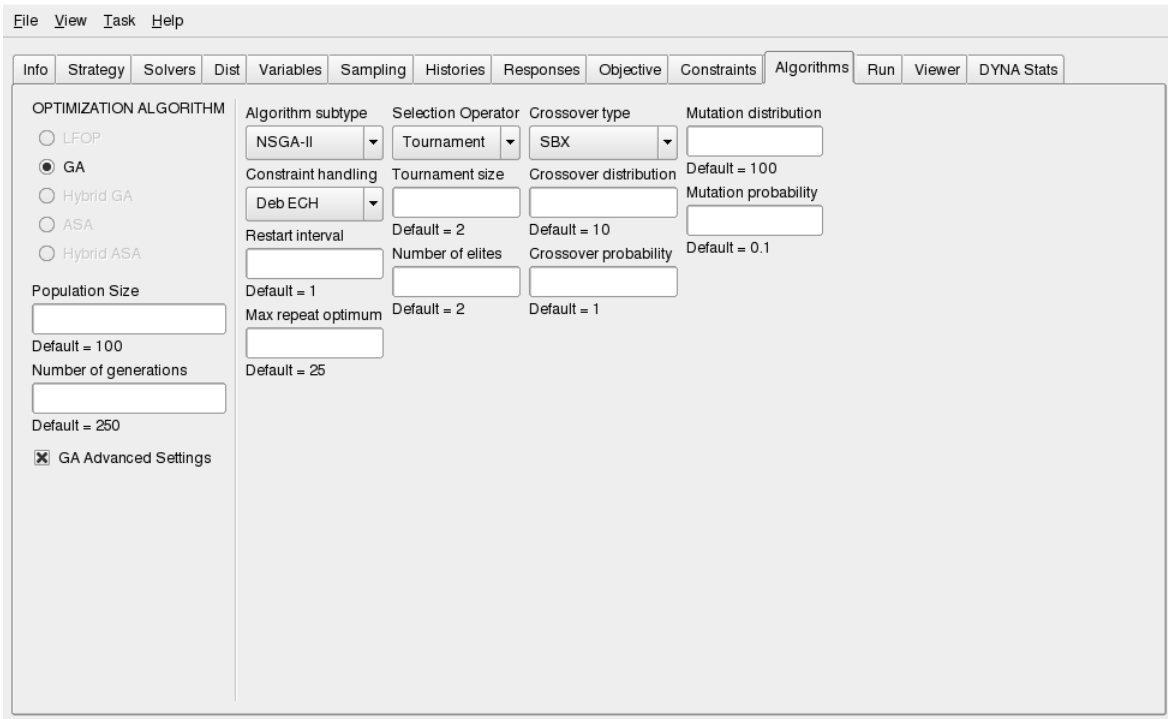 File View Task Help
Info Strategy Solvers Dist Variables Sampling Histories Responses Objective Constraints Algorithms Run Viewer DYNA Stats
OPTIMIZATION ALGORITHM
LFOP
GA
Hybrid GA
ASA
Hybrid ASA
Population Size
Default = 100
Number of generations
Default = 250
GA Advanced Settings
Algorithm subtype
NSGA-II
Constraint handling
Deb ECH
Restart interval
Default = 1
Max repeat optimum
Default = 25
Selection Operator
Tournament
Tournament size
Default = 2
Number of elites
Default = 2
Crossover type
SBX
Crossover distribution
Default = 10
Crossover probability
Default = 1
Mutation distribution
Default = 100
Mutation probability
Default = 0.1